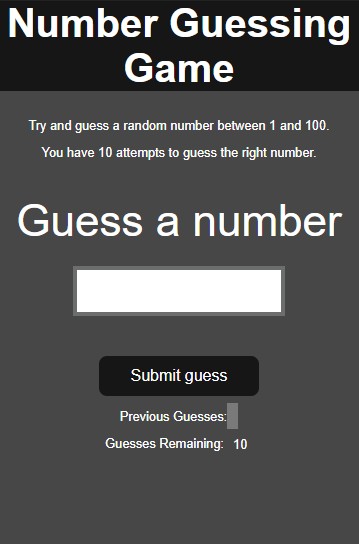 Number Guessing
Game
Try and guess a random number between 1 and 100.
You have 10 attempts to guess the right number.
Guess a number
Submit guess
Previous Guesses:
Guesses Remaining: 10